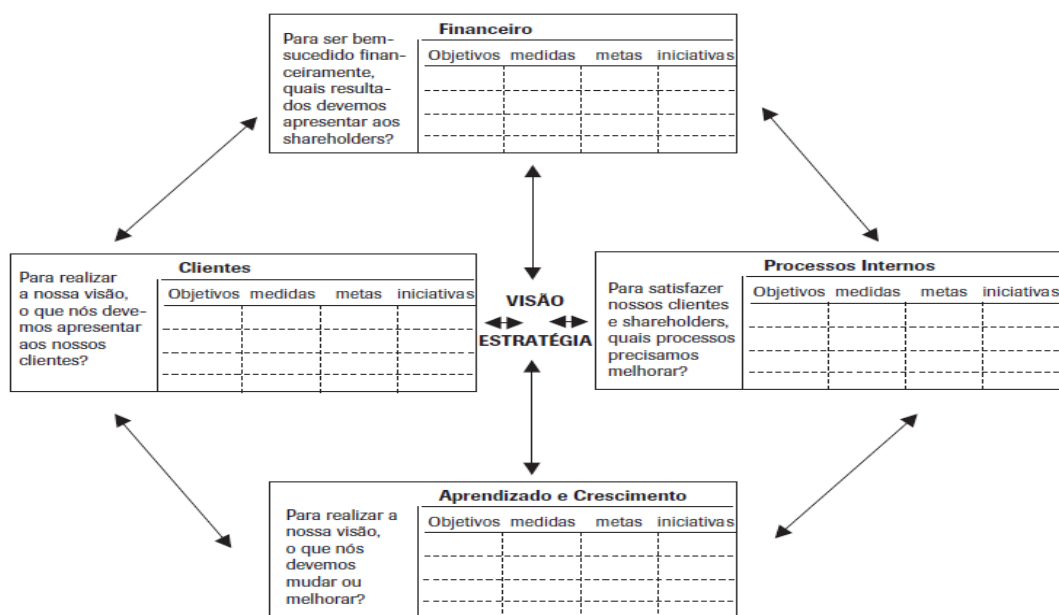 Financeiro
Para ser bem-
sucedido finan-
ceiramente,
quais resulta-
dos devemos
apresentar aos
shareholders?
Objetivos medidas metas iniciativas
Clientes
Para realizar
a nossa visão,
o que nós deve-
mos apresentar
aos nossos
clientes?
Objetivos medidas metas iniciativas
VISÃO
ESTRATÉGIA
Processos Internos
Para satisfazer
nossos clientes
e shareholders,
quais processos
precisamos
melhorar?
Objetivos medidas metas iniciativas
Aprendizado e Crescimento
Para realizar a
nossa visão,
o que nós
devemos
mudar ou
melhorar?
Objetivos medidas metas iniciativas